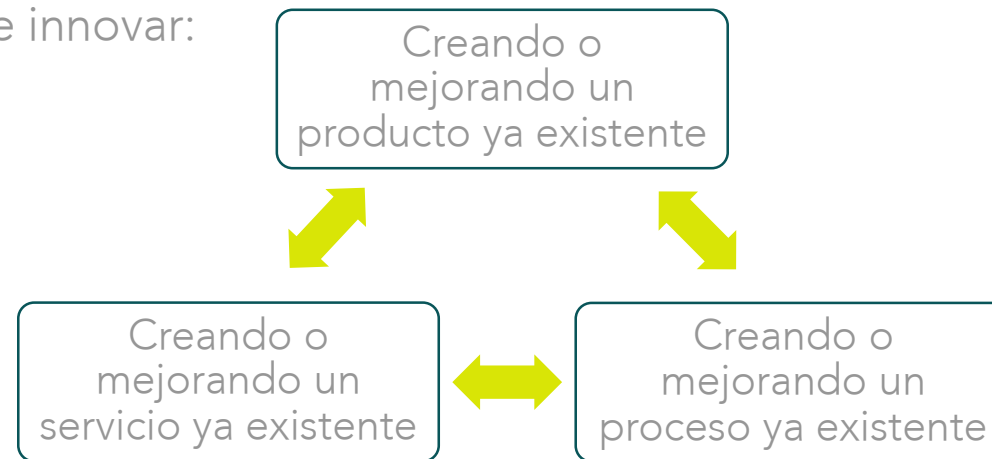 e innovar:
Creando o
mejorando un
producto ya existente
Creando o
mejorando un
servicio ya existente
Creando o
mejorando un
proceso ya existente